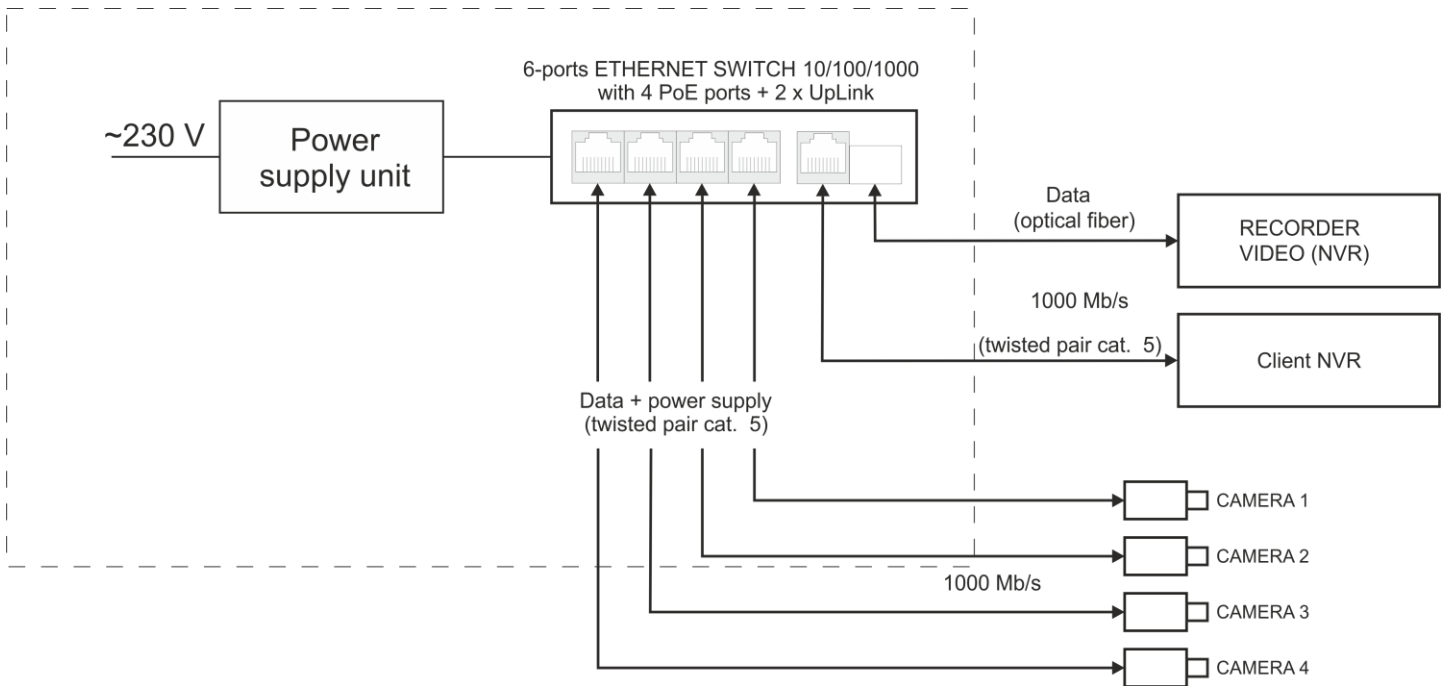 6-ports ETHERNET SWITCH 10/100/1000
with 4 PoE ports + 2 x UpLink
~230 V
Power
supply unit
Data
(optical fiber)
RECORDER
VIDEO (NVR)
1000 Mb/s
(twisted pair cat. 5)
Client NVR
Data + power supply
(twisted pair cat. 5)
CAMERA 1
CAMERA 2
1000 Mb/s
CAMERA 3
CAMERA 4